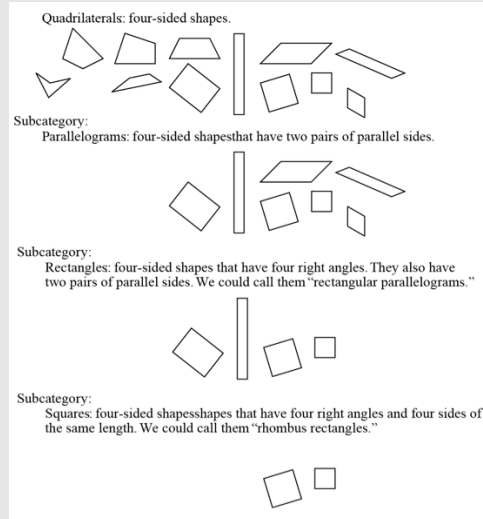 Quadrilaterals: four-sided shapes.
Subcategory:
Parallelograms: four-sided shapesthat have two pairs of parallel sides.
Subcategory:
Rectangles: four-sided shapes that have four right angles. They also have
two pairs of parallel sides. We could call them “rectangular parallelograms.”
Subcategory:
Squares: four-sided shapesshapes that have four right angles and four sides of
the same length. We could call them “rhombus rectangles.”